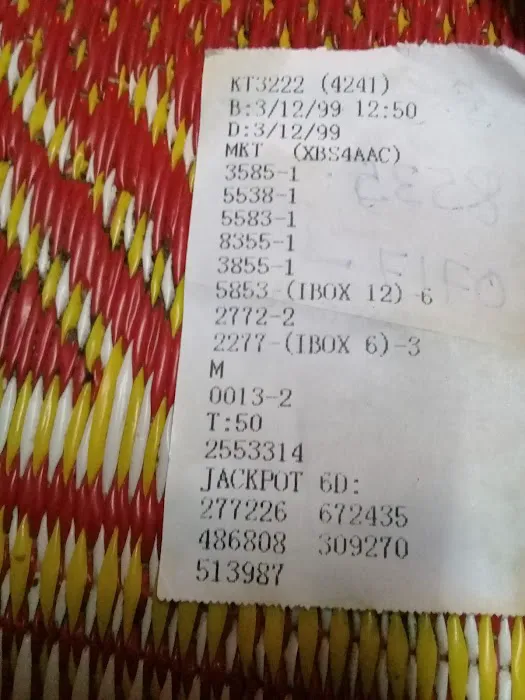 KT3222 (4241)
B:3/12/99 12:50
D:3/12/99
MKT (XBS4AAC)
3585-1
5538-1
5583-1
8355-1
3855-1
5853-(IBOX 12)-6
2772-2
2277-(IBOX 6)-3
M
0013-2
T:50
2553314
JACKPOT 6D:
277226 672435
486808 309270
513987